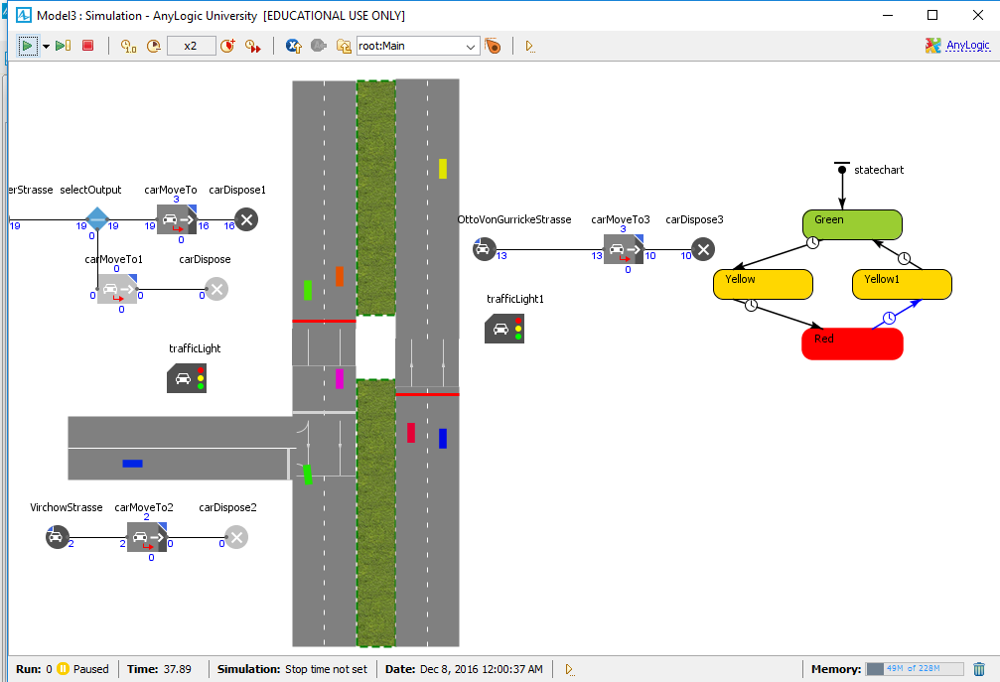 Model3 : Simulation - AnyLogic University [EDUCATIONAL USE ONLY]
1.0 x2 root:Main AnyLogic
statechart
Green
Yellow
Yellow1
Red
erStrasse selectOutput carMoveTo carDispose1
3
19 19 19 19 16 16
0 0
carMoveTo1 carDispose
0
0 0 0
0
OttoVonGurrickeStrasse carMoveTo3 carDispose3
3
13 13 10 10
0
trafficLight1
trafficLight
VirchowStrasse carMoveTo2 carDispose2
2
2 2 0 0
0
Run: 0 Paused Time: 37.89 Simulation: Stop time not set Date: Dec 8, 2016 12:00:37 AM Memory: 49M of 228M